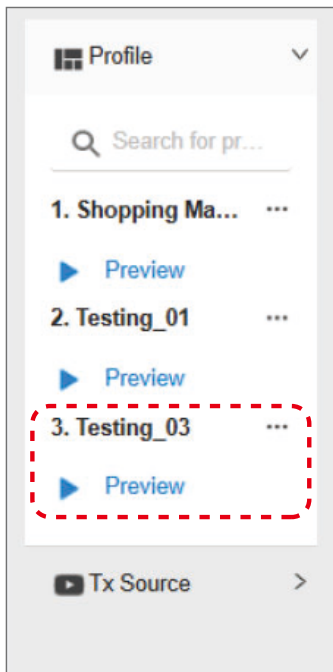 Profile
Search for pr...
1. Shopping Ma...
Preview
2. Testing_01
Preview
3. Testing_03
Preview
Tx Source